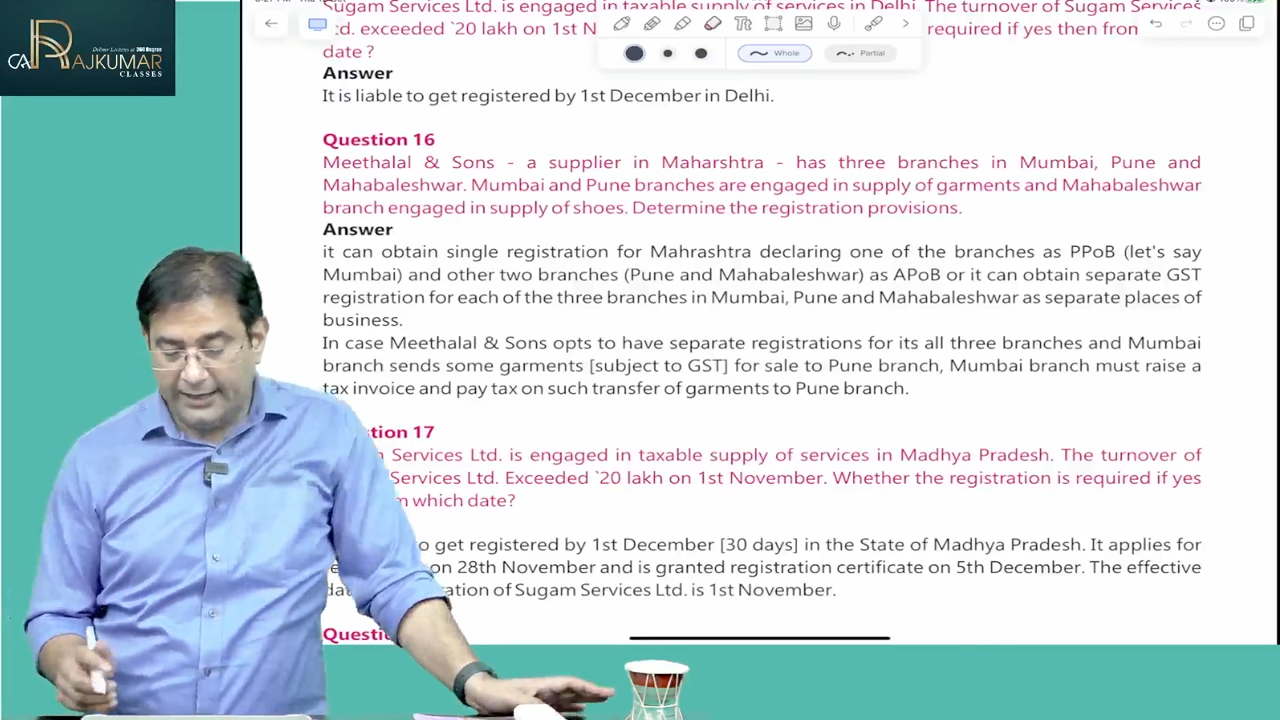 Sugam Services Ltd. is engaged in taxable supply of services in Delhi. The turnover of Sugam Services
Ltd. exceeded `20 lakh on 1st N required if yes then from
date ?
Whole
Partial
Answer
It is liable to get registered by 1st December in Delhi.
Question 16
Meethalal & Sons - a supplier in Maharshtra - has three branches in Mumbai, Pune and
Mahabaleshwar. Mumbai and Pune branches are engaged in supply of garments and Mahabaleshwar
branch engaged in supply of shoes. Determine the registration provisions.
Answer
it can obtain single registration for Mahrashtra declaring one of the branches as PPoB (let's say
Mumbai) and other two branches (Pune and Mahabaleshwar) as APoB or it can obtain separate GST
registration for each of the three branches in Mumbai, Pune and Mahabaleshwar as separate places of
business.
In case Meethalal & Sons opts to have separate registrations for its all three branches and Mumbai
branch sends some garments [subject to GST] for sale to Pune branch, Mumbai branch must raise a
tax invoice and pay tax on such transfer of garments to Pune branch.
tion 17
Services Ltd. is engaged in taxable supply of services in Madhya Pradesh. The turnover of
Services Ltd. Exceeded `20 lakh on 1st November. Whether the registration is required if yes
which date?
to get registered by 1st December [30 days] in the State of Madhya Pradesh. It applies for
on 28th November and is granted registration certificate on 5th December. The effective
ation of Sugam Services Ltd. is 1st November.
Questi
CA RAJKUMAR
CLASSES